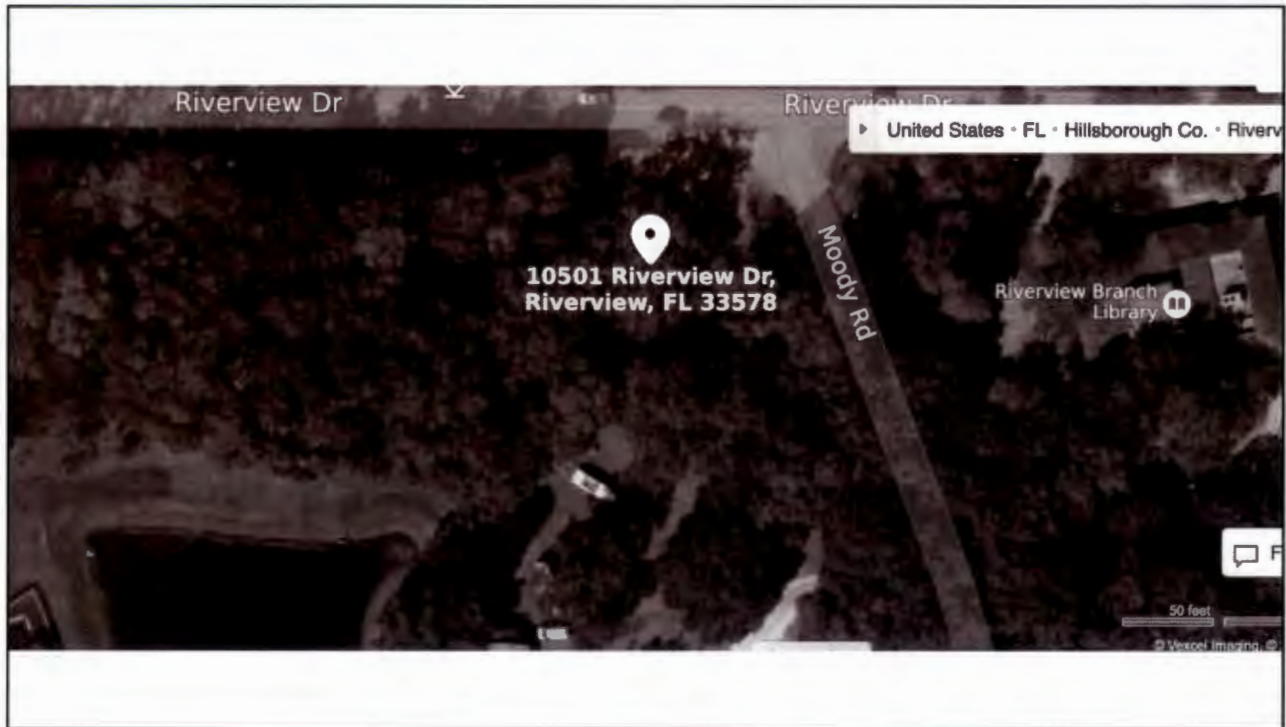 Riverview Dr
Riverview Dr
United States · FL · Hillsborough Co. · Riverv
10501 Riverview Dr,
Riverview, FL 33578
Moody Rd
Riverview Branch
Library
F
50 feet
© Vexcel Imaging, ©